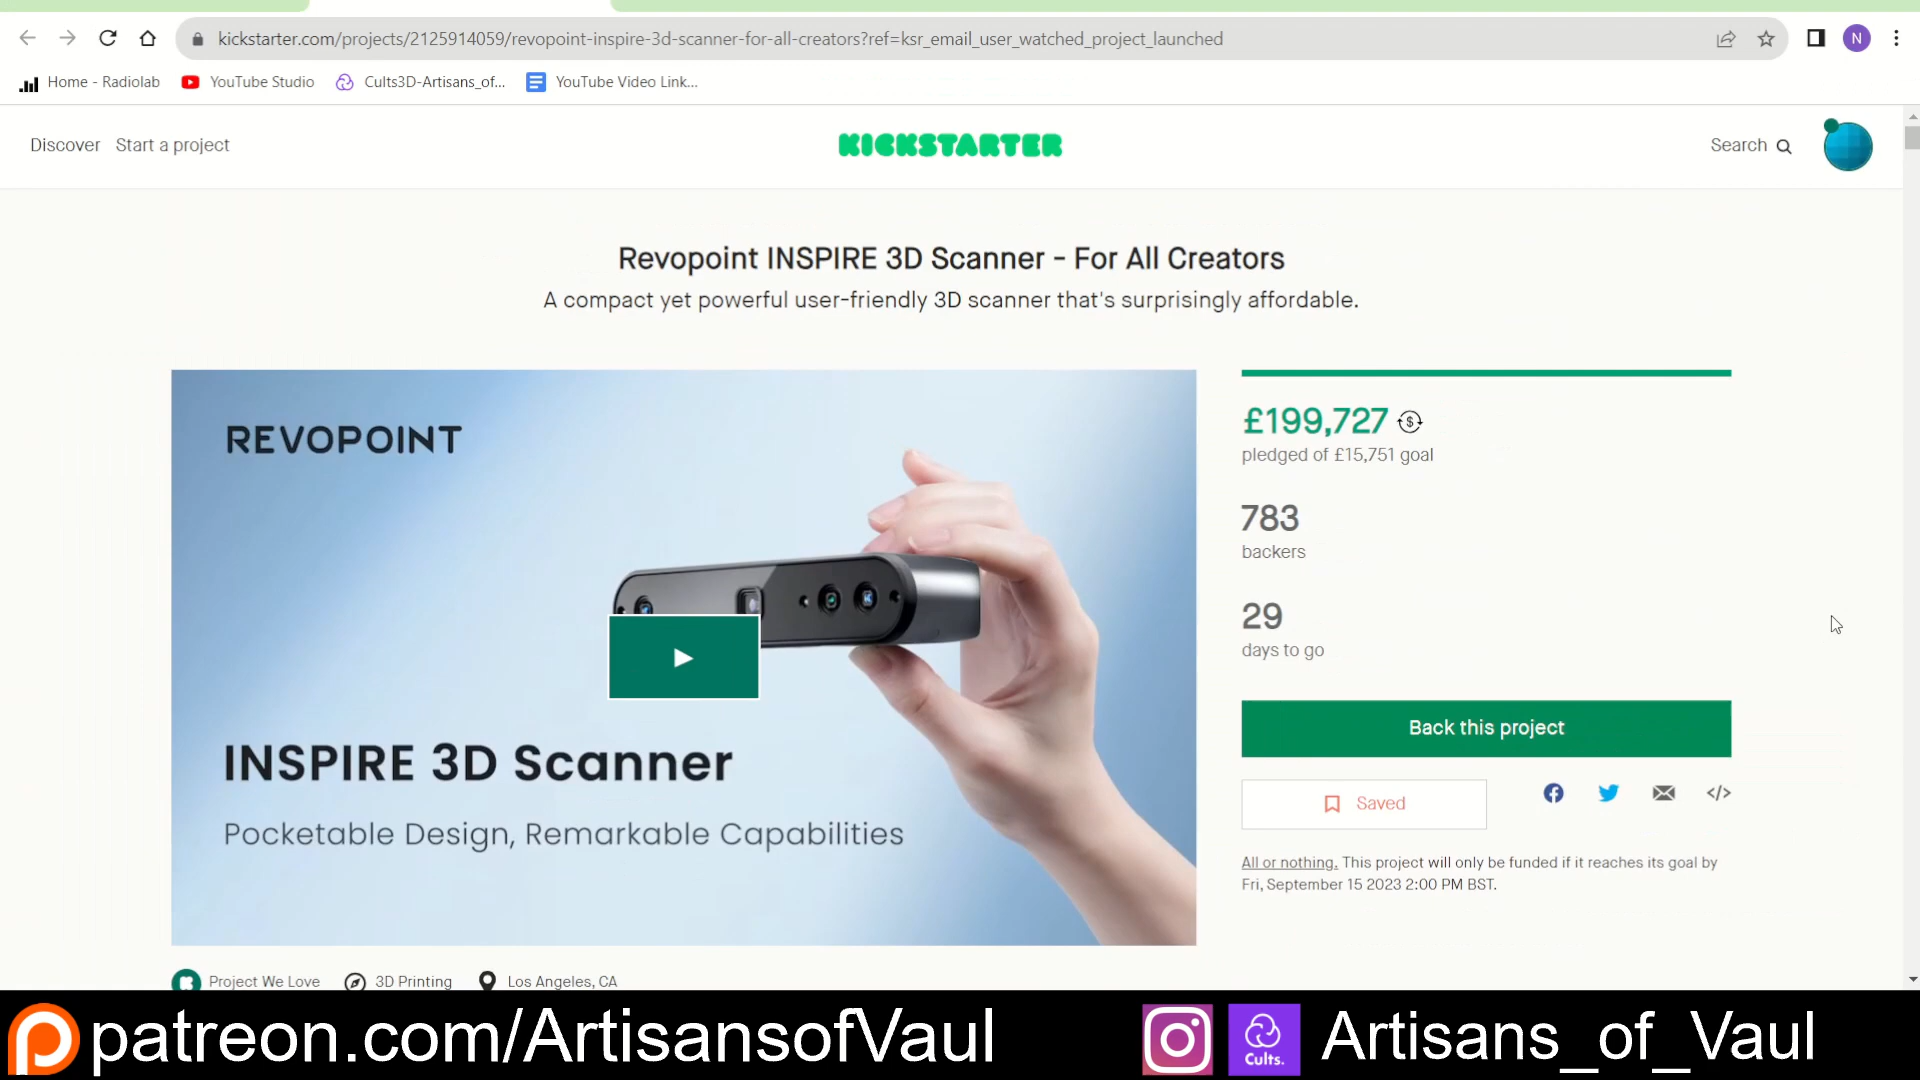 kickstarter.com/projects/2125914059/revopoint-inspire-3d-scanner-for-all-creators?ref=ksr_email_user_watched_project_launched
N
Home - Radiolab
YouTube Studio
Cults3D-Artisans_of...
YouTube Video Link...
Discover
Start a project
KICKSTARTER
Search
Revopoint INSPIRE 3D Scanner - For All Creators
A compact yet powerful user-friendly 3D scanner that's surprisingly affordable.
REVOPOINT
INSPIRE 3D Scanner
Pocketable Design, Remarkable Capabilities
£199,727
pledged of £15,751 goal
783
backers
29
days to go
Back this project
Saved
All or nothing. This project will only be funded if it reaches its goal by
Fri, September 15 2023 2:00 PM BST.
Project We Love
3D Printing
Los Angeles, CA
patreon.com/ArtisansofVaul
Cults.
Artisans_of_Vaul